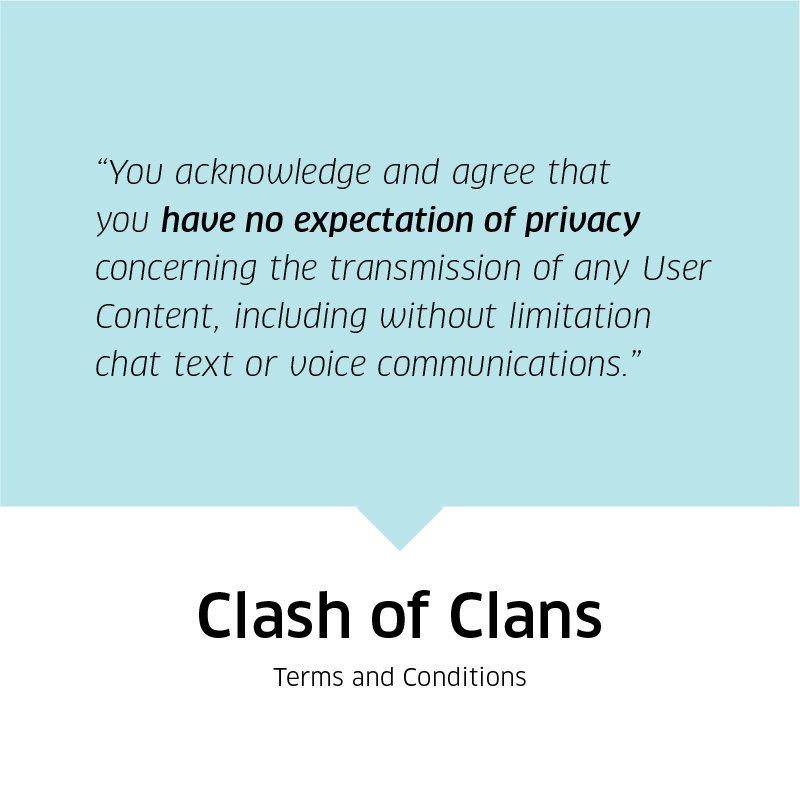 “You acknowledge and agree that
you have no expectation of privacy
concerning the transmission of any User
Content, including without limitation
chat text or voice communications.”
Clash of Clans
Terms and Conditions